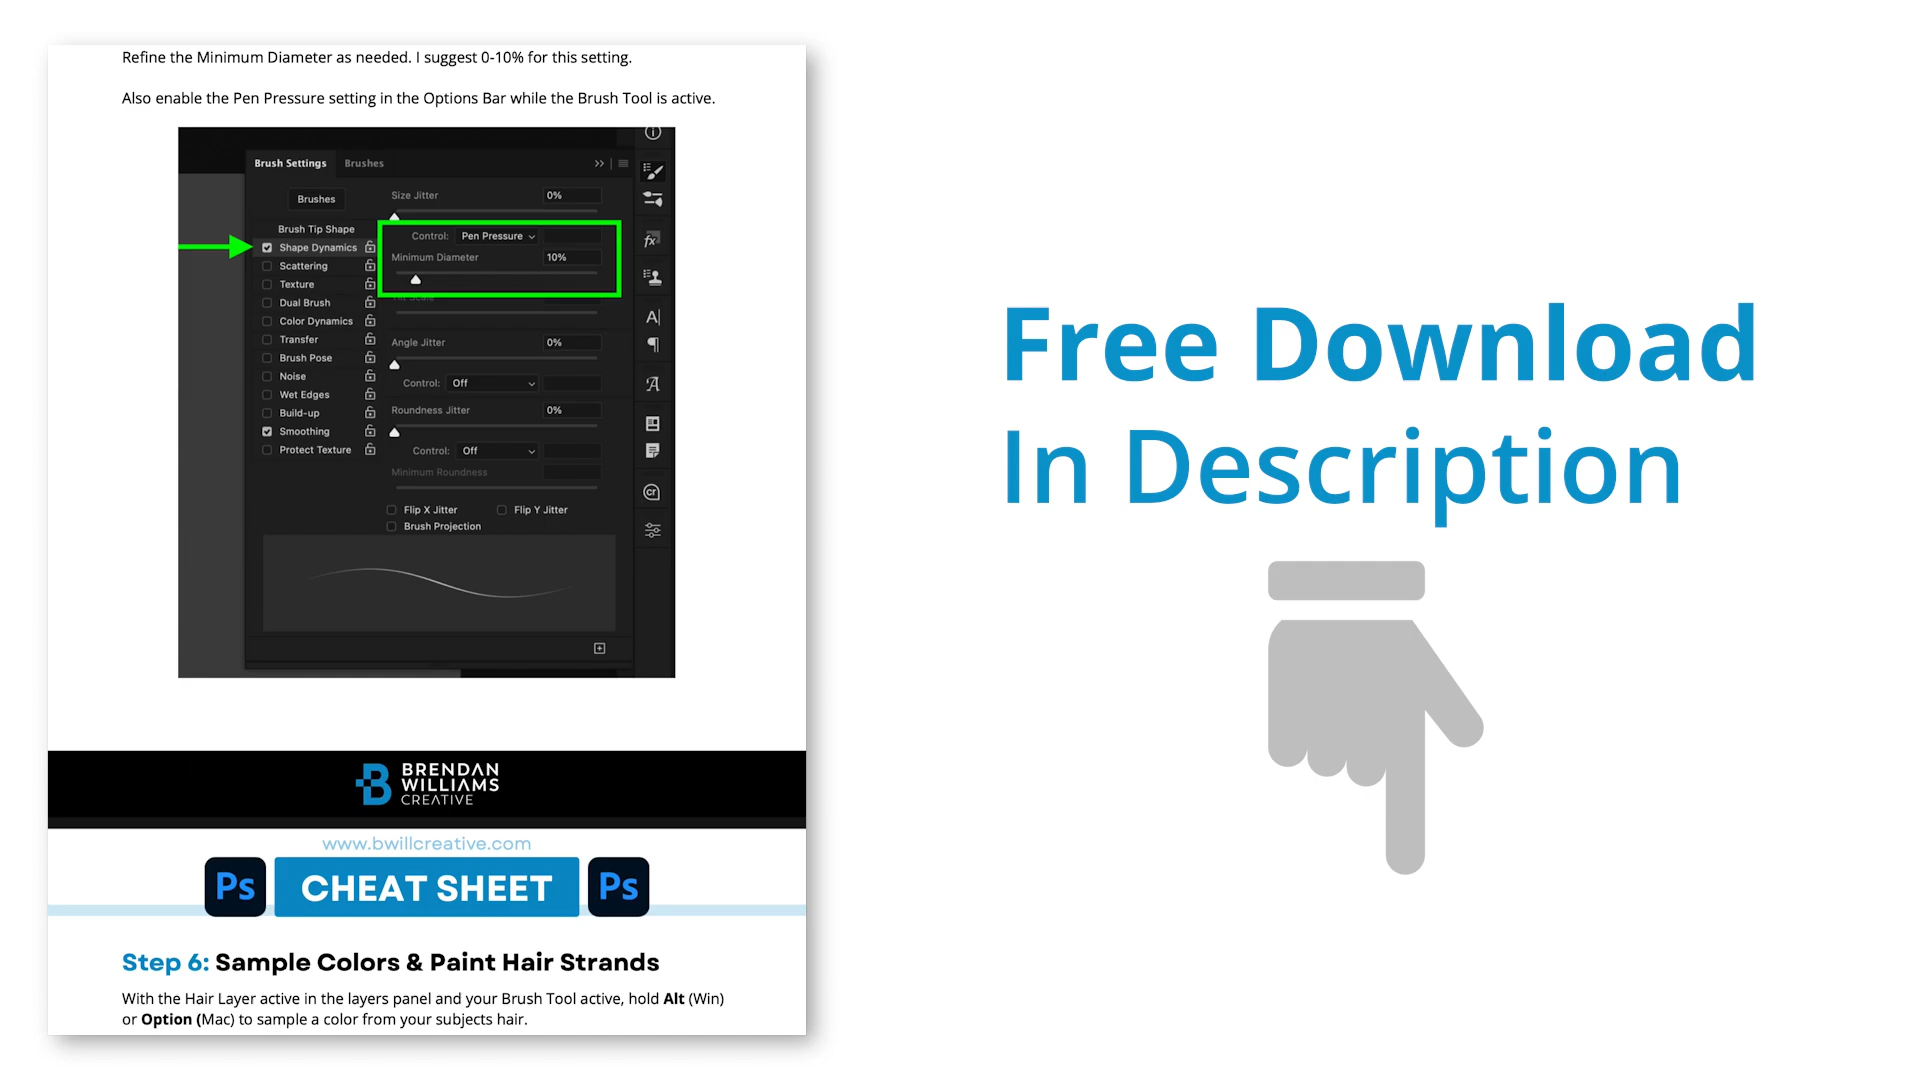 Refine the Minimum Diameter as needed. I suggest 0-10% for this setting.
Also enable the Pen Pressure setting in the Options Bar while the Brush Tool is active.
Brush Settings Brushes
Brushes
Brush Tip Shape
Shape Dynamics
Scattering
Texture
Dual Brush
Color Dynamics
Transfer
Brush Pose
Noise
Wet Edges
Build-up
Smoothing
Protect Texture
Size Jitter 0%
Control: Pen Pressure
Minimum Diameter 10%
Tilt Scale
Angle Jitter 0%
Control: Off
Roundness Jitter 0%
Control: Off
Minimum Roundness
Flip X Jitter Flip Y Jitter
Brush Projection
fx
A
A
cr
BRENDAN
WILLIAMS
CREATIVE
www.bwillcreative.com
Ps CHEAT SHEET Ps
Step 6: Sample Colors & Paint Hair Strands
With the Hair Layer active in the layers panel and your Brush Tool active, hold Alt (Win)
or Option (Mac) to sample a color from your subjects hair.
Free Download
In Description